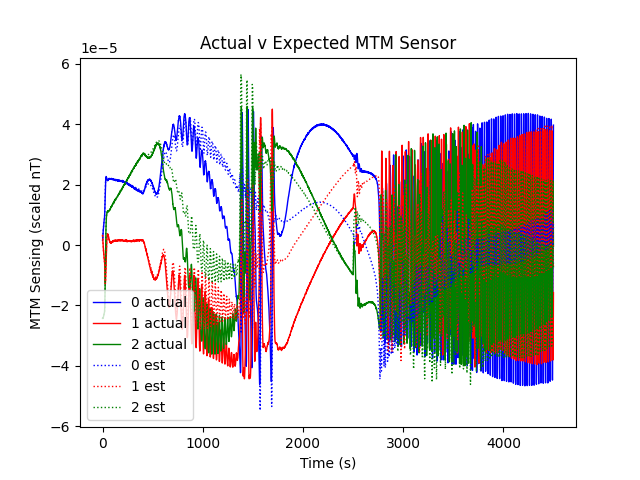 Actual v Expected MTM Sensor
1e−5
MTM Sensing (scaled nT)
6
4
2
0
−2
−4
−6
0 actual
1 actual
2 actual
0 est
1 est
2 est
0 1000 2000 3000 4000
Time (s)